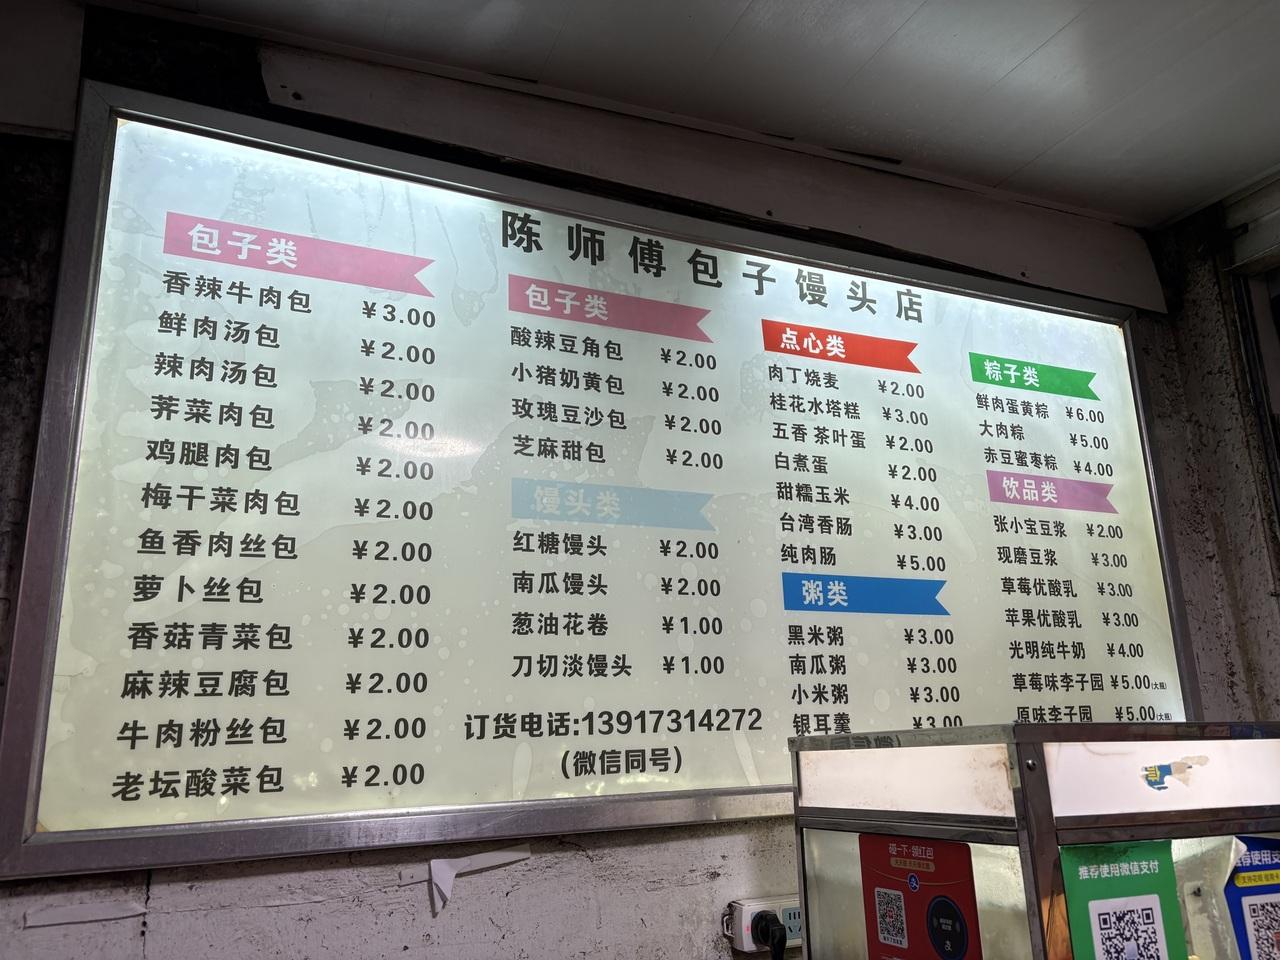 陈师傅包子馒头店
包子类
香辣牛肉包 ¥3.00
鲜肉汤包 ¥2.00
辣肉汤包 ¥2.00
荠菜肉包 ¥2.00
鸡腿肉包 ¥2.00
梅干菜肉包 ¥2.00
鱼香肉丝包 ¥2.00
萝卜丝包 ¥2.00
香菇青菜包 ¥2.00
麻辣豆腐包 ¥2.00
牛肉粉丝包 ¥2.00
老坛酸菜包 ¥2.00
包子类
酸辣豆角包 ¥2.00
小猪奶黄包 ¥2.00
玫瑰豆沙包 ¥2.00
芝麻甜包 ¥2.00
馒头类
红糖馒头 ¥2.00
南瓜馒头 ¥2.00
葱油花卷 ¥1.00
刀切淡馒头 ¥1.00
订货电话:13917314272
(微信同号)
点心类
肉丁烧麦 ¥2.00
桂花水塔糕 ¥3.00
五香茶叶蛋 ¥2.00
白煮蛋 ¥2.00
甜糯玉米 ¥4.00
台湾香肠 ¥3.00
纯肉肠 ¥5.00
粥类
黑米粥 ¥3.00
南瓜粥 ¥3.00
小米粥 ¥3.00
银耳羹 ¥3.00
粽子类
鲜肉蛋黄粽 ¥6.00
大肉粽 ¥5.00
赤豆蜜枣粽 ¥4.00
饮品类
张小宝豆浆 ¥2.00
现磨豆浆 ¥3.00
草莓优酸乳 ¥3.00
苹果优酸乳 ¥3.00
光明纯牛奶 ¥4.00
草莓味李子园 ¥5.00(大瓶)
原味李子园 ¥5.00(大瓶)
碰一下·领红包
推荐使用微信支付